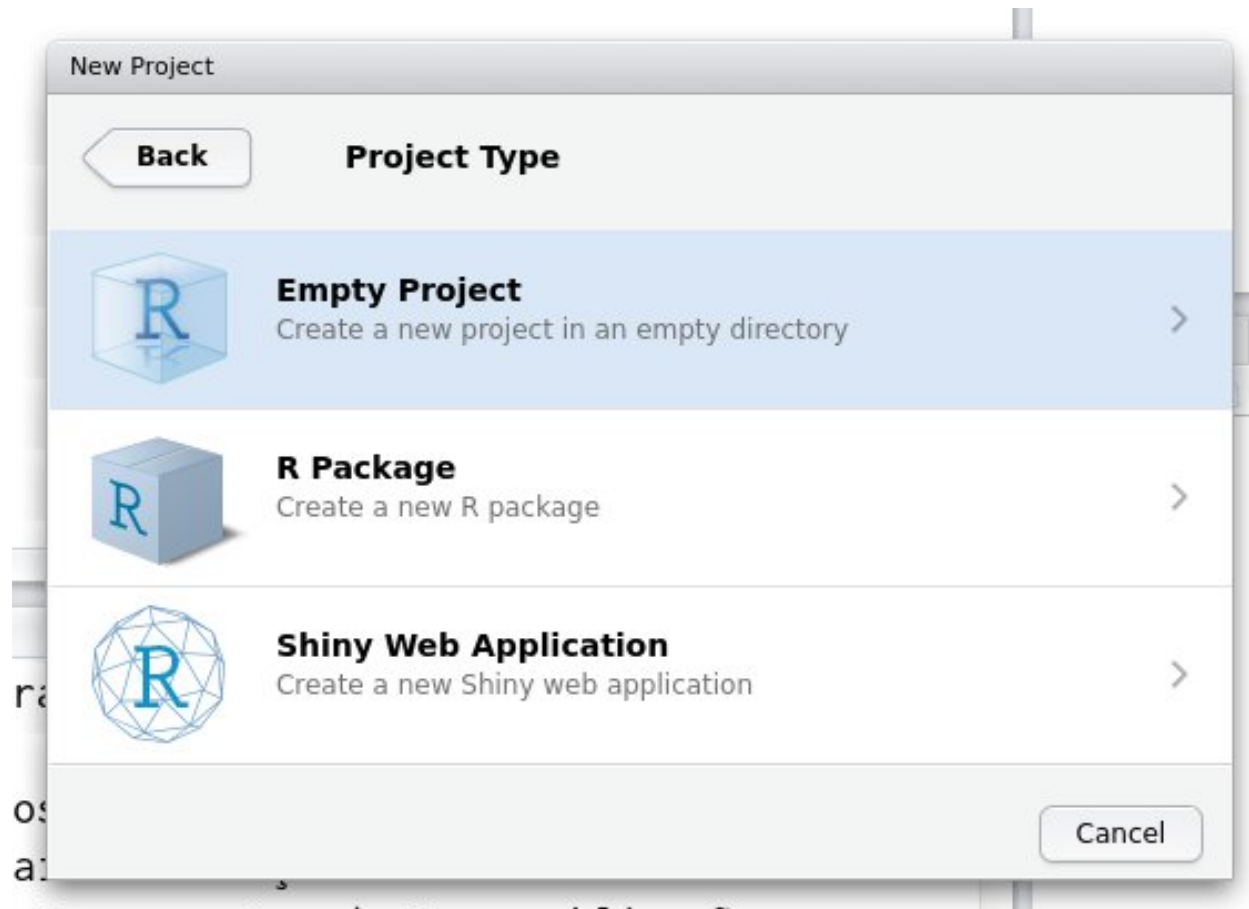 New Project
Back
Project Type
R
Empty Project
Create a new project in an empty directory
R
R Package
Create a new R package
R
Shiny Web Application
Create a new Shiny web application
Cancel